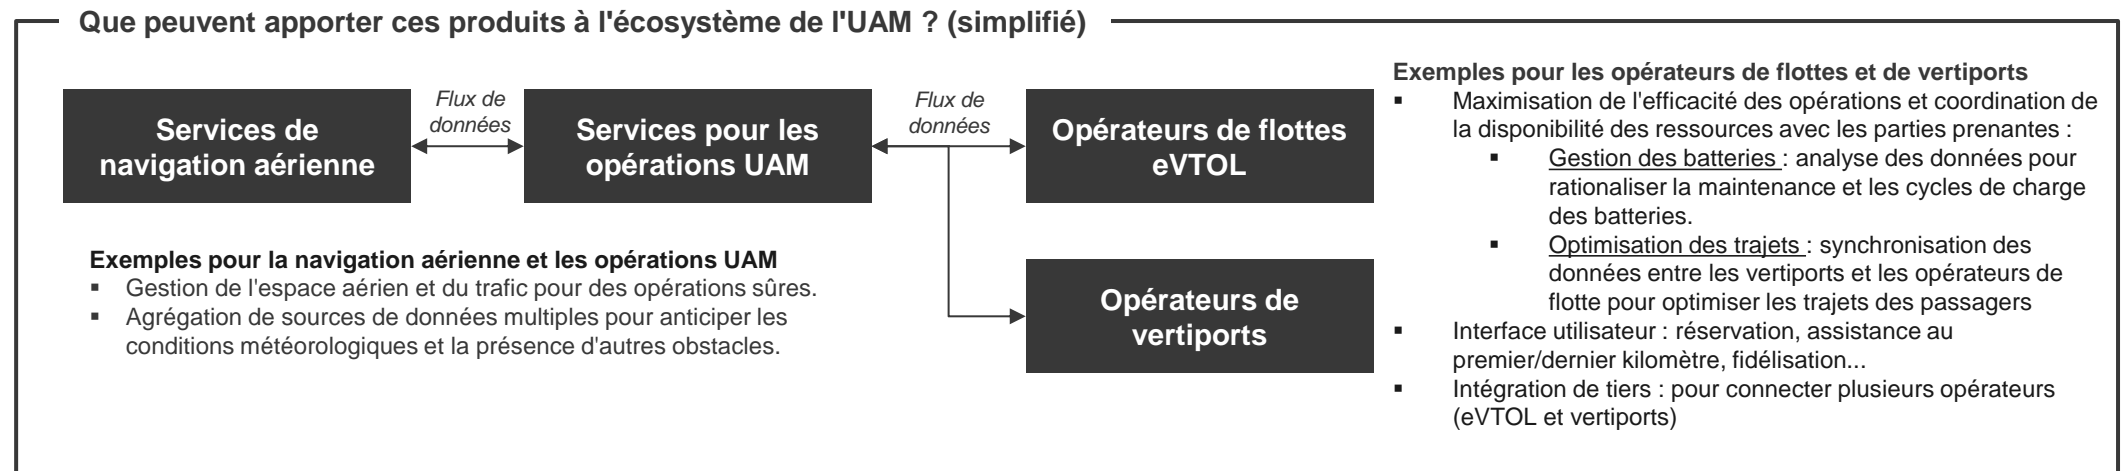 Que peuvent apporter ces produits à l'écosystème de l'UAM ? (simplifié)
Services de
navigation aérienne
Flux de
données
Services pour les
opérations UAM
Flux de
données
Opérateurs de flottes
eVTOL
Opérateurs de
vertiports
Exemples pour la navigation aérienne et les opérations UAM
▪ Gestion de l'espace aérien et du trafic pour des opérations sûres.
▪ Agrégation de sources de données multiples pour anticiper les
conditions météorologiques et la présence d'autres obstacles.
Exemples pour les opérateurs de flottes et de vertiports
▪ Maximisation de l'efficacité des opérations et coordination de
la disponibilité des ressources avec les parties prenantes :
▪ Gestion des batteries : analyse des données pour
rationaliser la maintenance et les cycles de charge
des batteries.
▪ Optimisation des trajets : synchronisation des
données entre les vertiports et les opérateurs de
flotte pour optimiser les trajets des passagers
▪ Interface utilisateur : réservation, assistance au
premier/dernier kilomètre, fidélisation...
▪ Intégration de tiers : pour connecter plusieurs opérateurs
(eVTOL et vertiports)